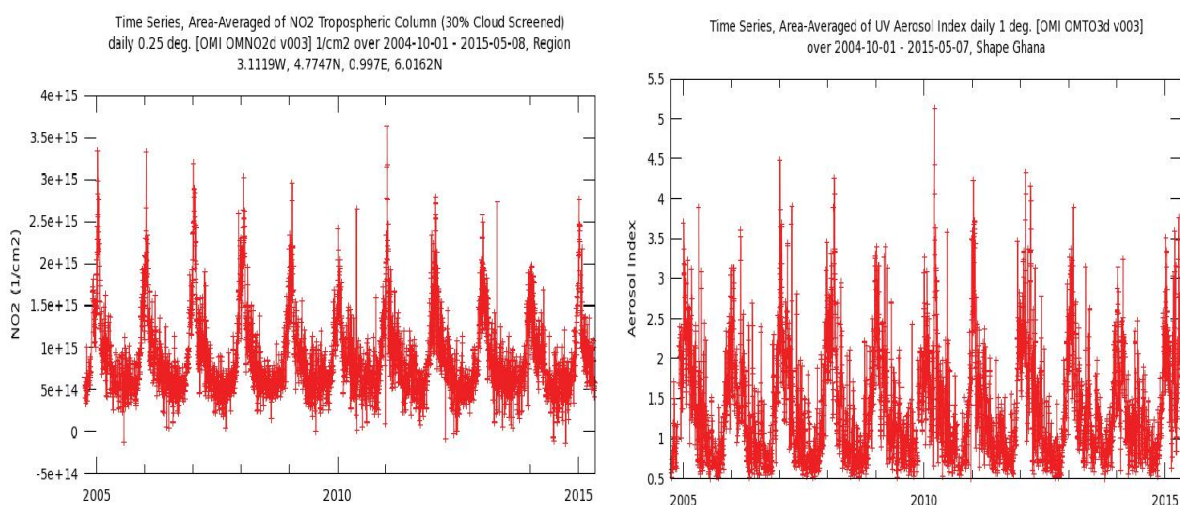 Time Series, Area-Averaged of NO2 Tropospheric Column (30% Cloud Screened)
daily 0.25 deg. [OMI OMNO2d v003] 1/cm2 over 2004-10-01 - 2015-05-08, Region
3.1119W, 4.7747N, 0.997E, 6.0162N
4e+15
3.5e+15
3e+15
2.5e+15
2e+15
1.5e+15
1e+15
5e+14
0
-5e+14
NO2 (1/cm2)
2005
2010
2015
Time Series, Area-Averaged of UV Aerosol Index daily 1 deg. [OMI OMTO3d v003]
over 2004-10-01 - 2015-05-07, Shape Ghana
5.5
5
4.5
4
3.5
3
2.5
2
1.5
1
0.5
Aerosol Index
2005
2010
2015